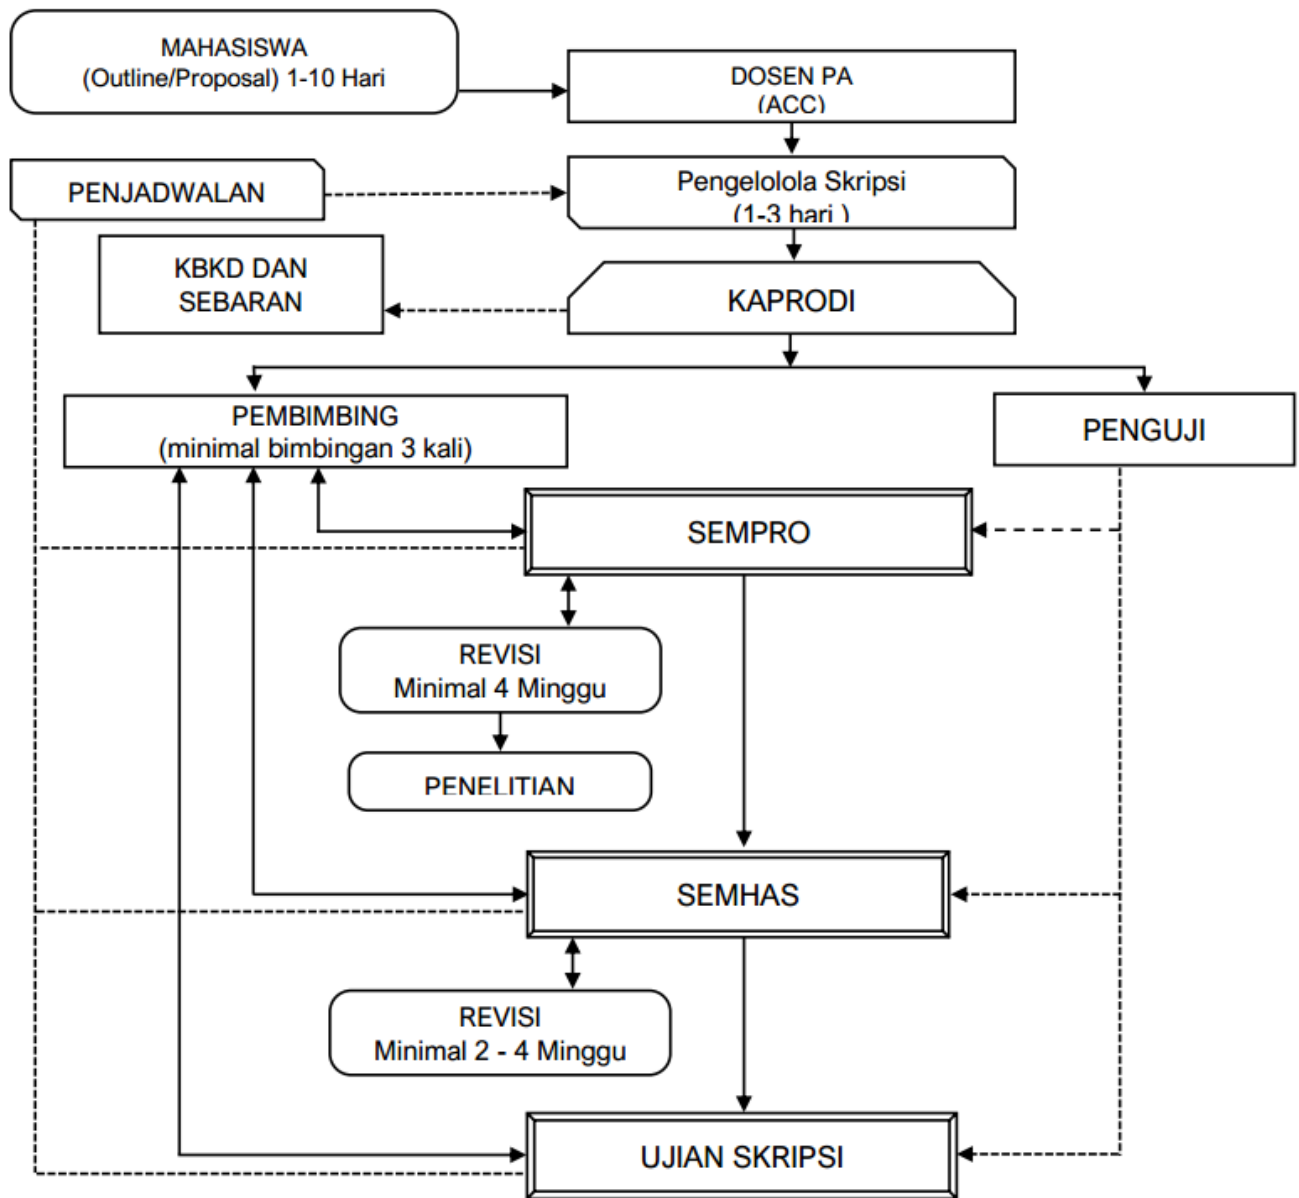 MAHASISWA
(Outline/Proposal) 1-10 Hari
DOSEN PA
(ACC)
PENJADWALAN
Pengelolola Skripsi
(1-3 hari )
KBKD DAN
SEBARAN
KAPRODI
PEMBIMBING
(minimal bimbingan 3 kali)
PENGUJI
SEMPRO
REVISI
Minimal 4 Minggu
PENELITIAN
SEMHAS
REVISI
Minimal 2 - 4 Minggu
UJIAN SKRIPSI